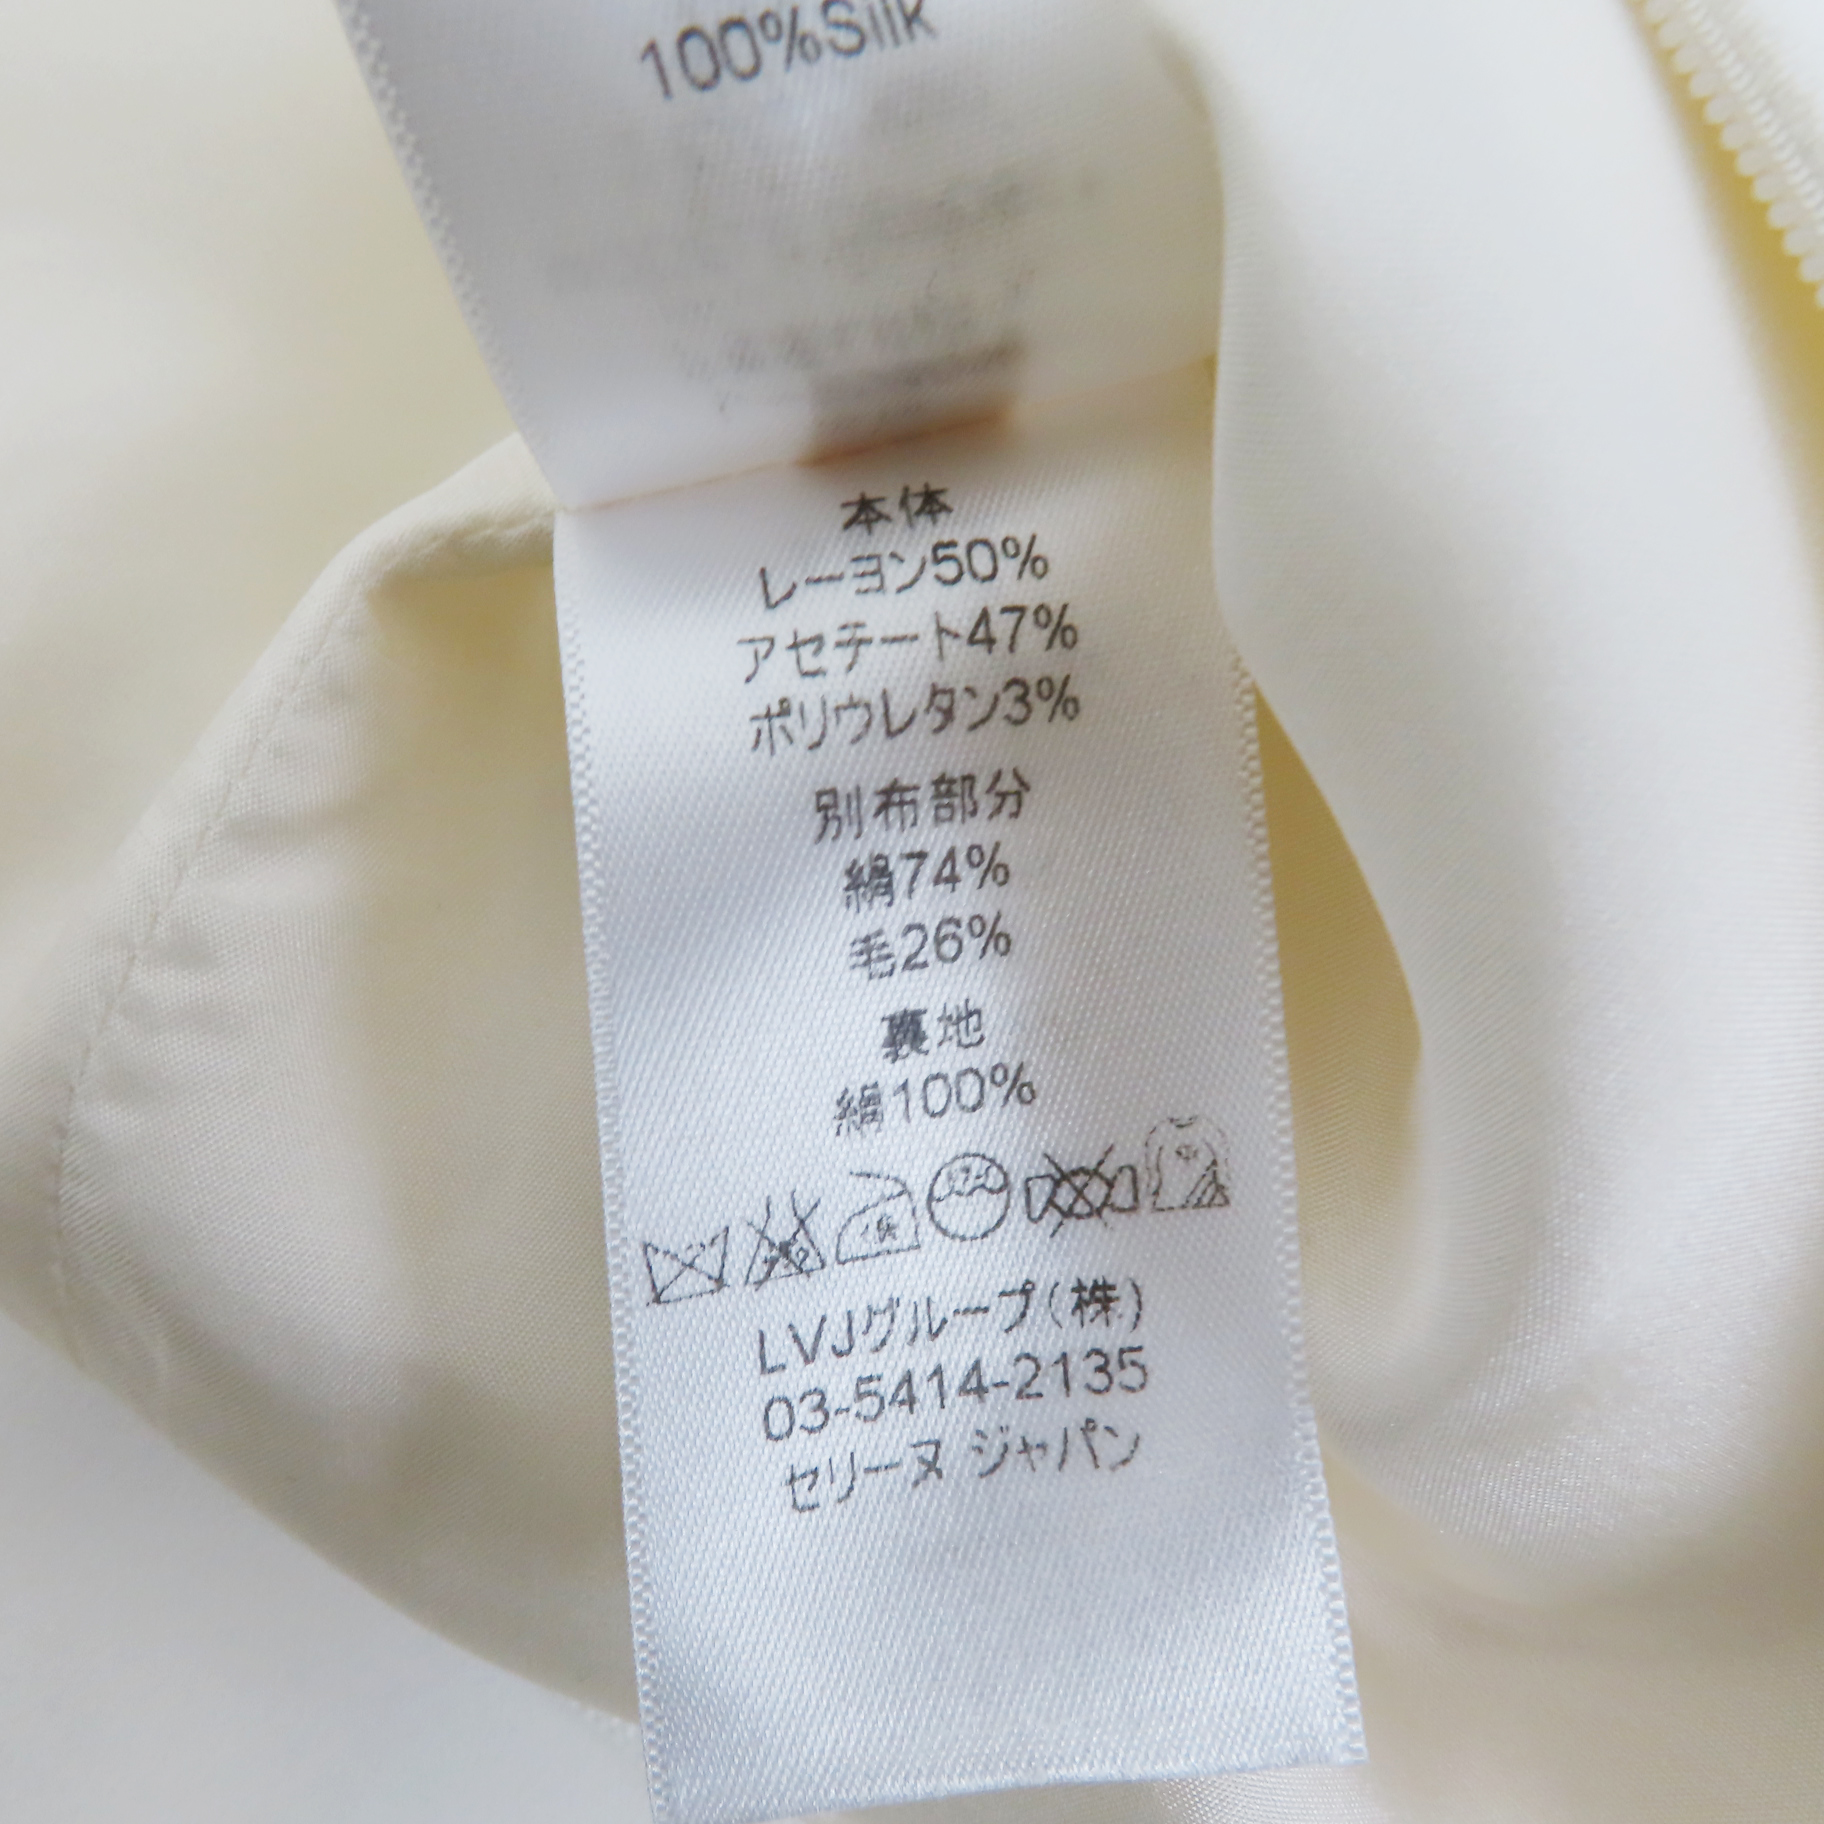 100%Silk
本体
レーヨン50%
アセテート47%
ポリウレタン3%
別布部分
絹74%
毛26%
裏地
絹100%
中
LVJグループ(株)
03-5414-2135
セリーヌ ジャパン